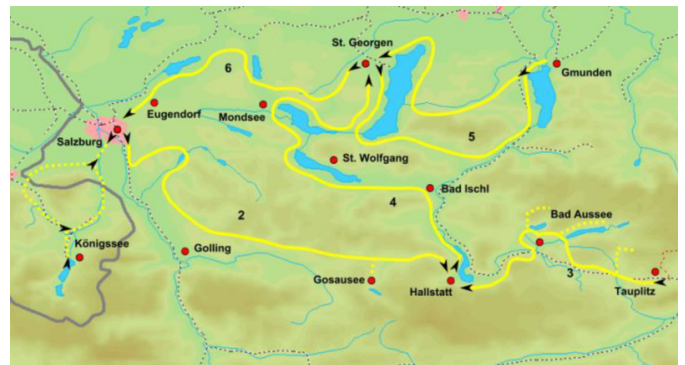 St. Georgen
6
Gmunden
Eugendorf
Mondsee
Salzburg
5
St. Wolfgang
Bad Ischl
4
2
Bad Aussee
Königssee
Golling
3
Gosausee
Hallstatt
Tauplitz